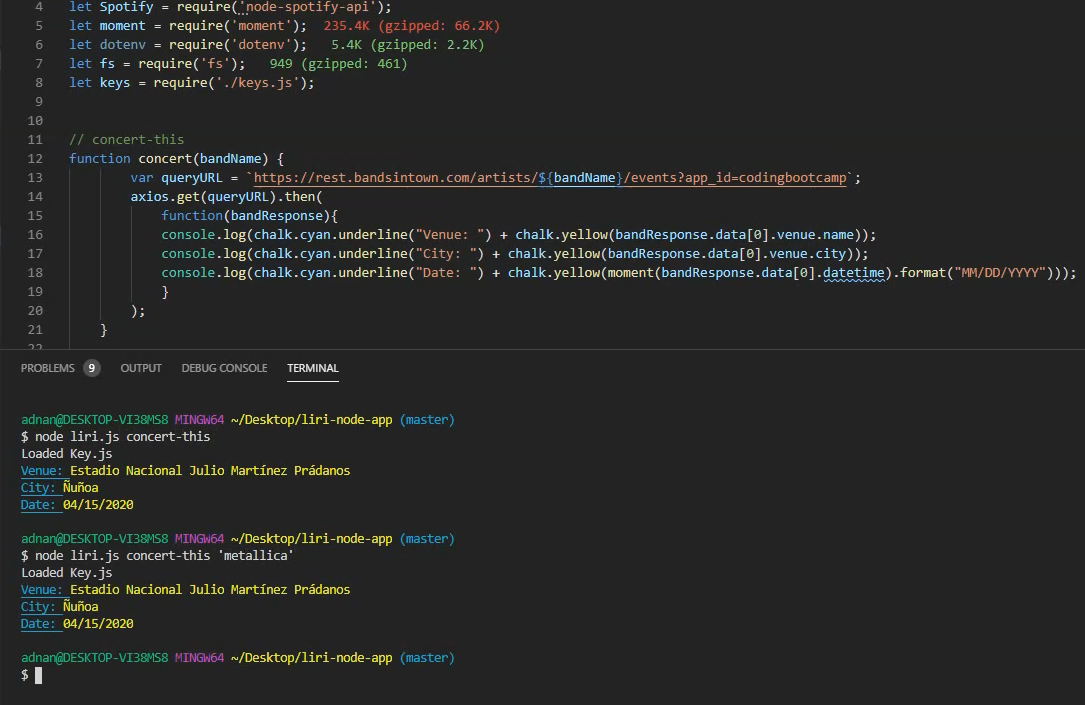 4 let Spotify = require('node-spotify-api');
5 let moment = require('moment'); 235.4K (gzipped: 66.2K)
6 let dotenv = require('dotenv'); 5.4K (gzipped: 2.2K)
7 let fs = require('fs'); 949 (gzipped: 461)
8 let keys = require('./keys.js');
9
10
11 // concert-this
12 function concert(bandName) {
13 var queryURL = `https://rest.bandsintown.com/artists/${bandName}/events?app_id=codingbootcamp`;
14 axios.get(queryURL).then(
15 function(bandResponse){
16 console.log(chalk.cyan.underline("Venue: ") + chalk.yellow(bandResponse.data[0].venue.name));
17 console.log(chalk.cyan.underline("City: ") + chalk.yellow(bandResponse.data[0].venue.city));
18 console.log(chalk.cyan.underline("Date: ") + chalk.yellow(moment(bandResponse.data[0].datetime).format("MM/DD/YYYY")));
19 }
20 );
21 }
22
PROBLEMS 9 OUTPUT DEBUG CONSOLE TERMINAL
adnan@DESKTOP-VI38MS8 MINGW64 ~/Desktop/liri-node-app (master)
$ node liri.js concert-this
Loaded Key.js
Venue: Estadio Nacional Julio Martínez Prádanos
City: Ñuñoa
Date: 04/15/2020
adnan@DESKTOP-VI38MS8 MINGW64 ~/Desktop/liri-node-app (master)
$ node liri.js concert-this 'metallica'
Loaded Key.js
Venue: Estadio Nacional Julio Martínez Prádanos
City: Ñuñoa
Date: 04/15/2020
adnan@DESKTOP-VI38MS8 MINGW64 ~/Desktop/liri-node-app (master)
$